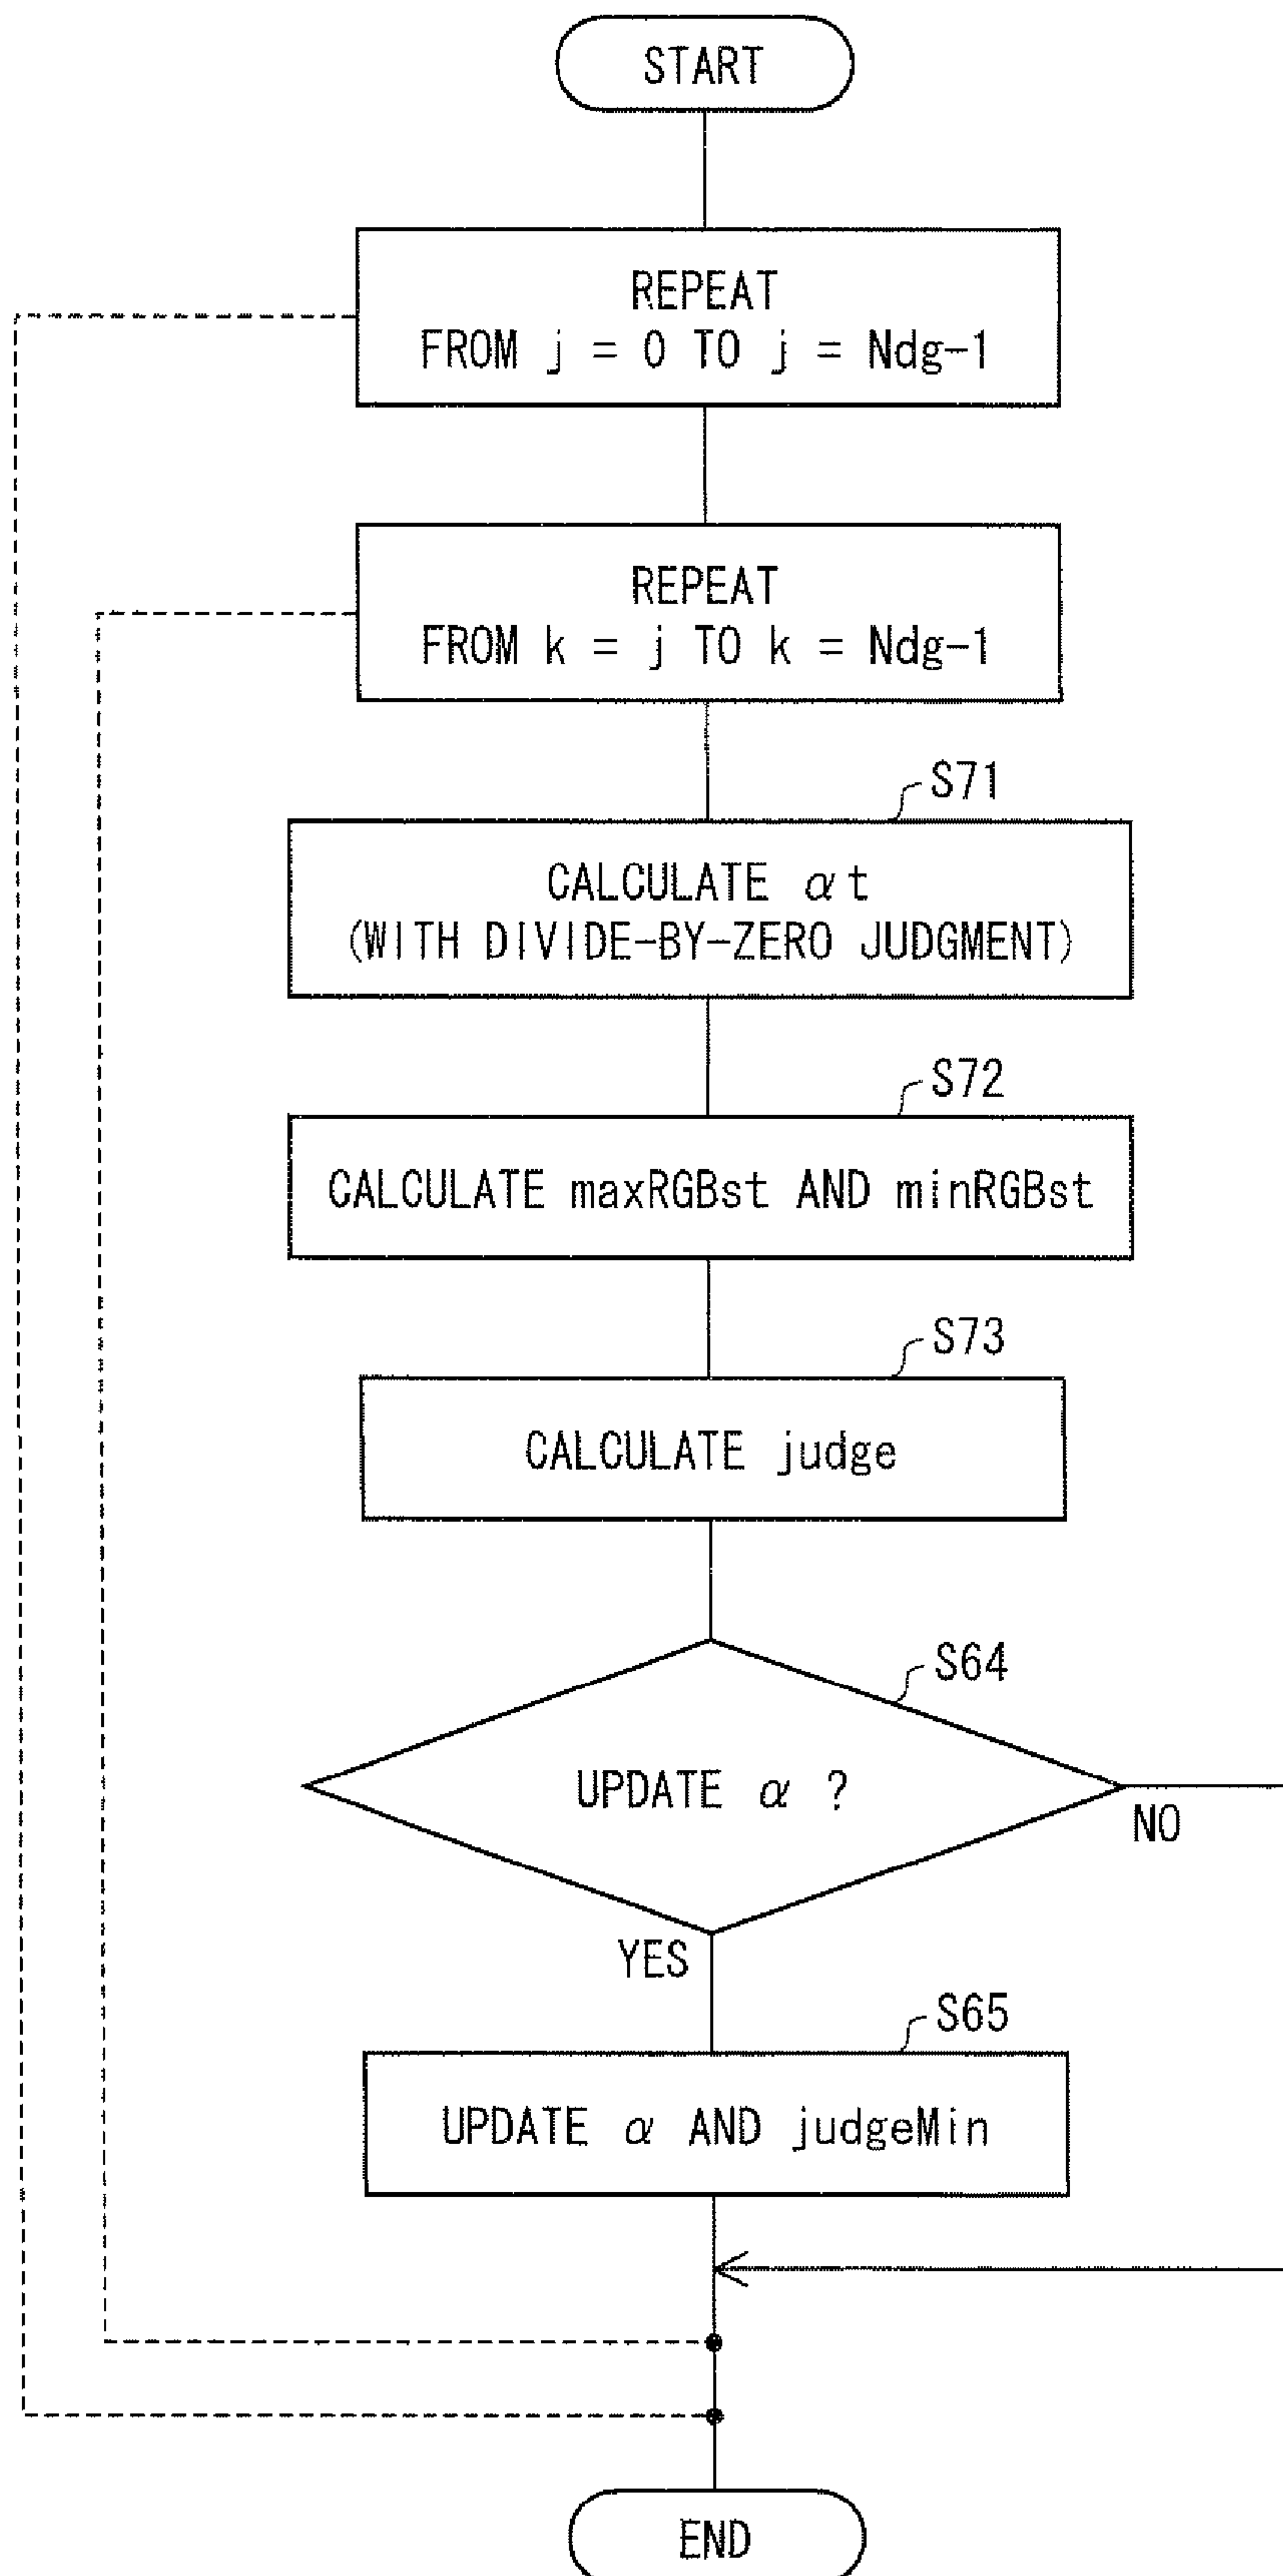 START
REPEAT
FROM j = 0 TO j = Ndg-1
REPEAT
FROM k = j TO k = Ndg-1
S71
CALCULATE αt
(WITH DIVIDE-BY-ZERO JUDGMENT)
S72
CALCULATE maxRGBst AND minRGBst
S73
CALCULATE judge
S64
UPDATE α ?
NO
YES
S65
UPDATE α AND judgeMin
END